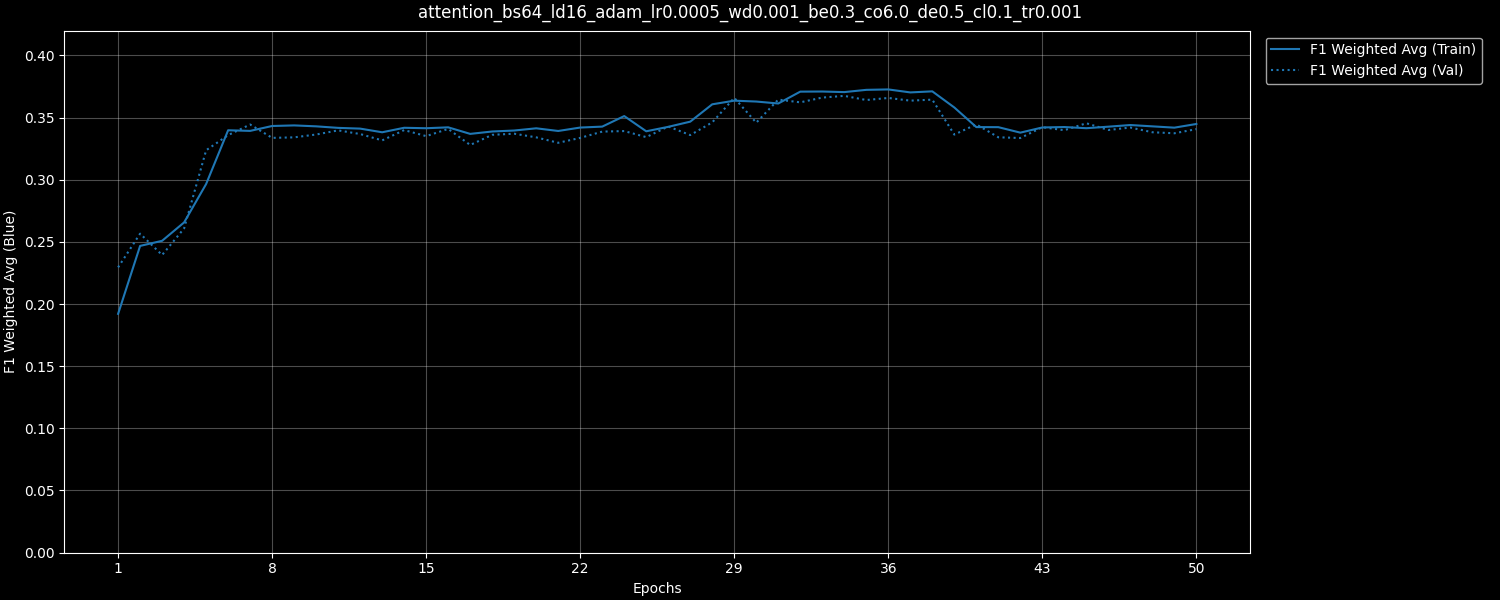 attention_bs64_ld16_adam_lr0.0005_wd0.001_be0.3_co6.0_de0.5_cl0.1_tr0.001
F1 Weighted Avg (Train)
F1 Weighted Avg (Val)
F1 Weighted Avg (Blue)
0.40
0.35
0.30
0.25
0.20
0.15
0.10
0.05
0.00
1 8 15 22 29 36 43 50
Epochs